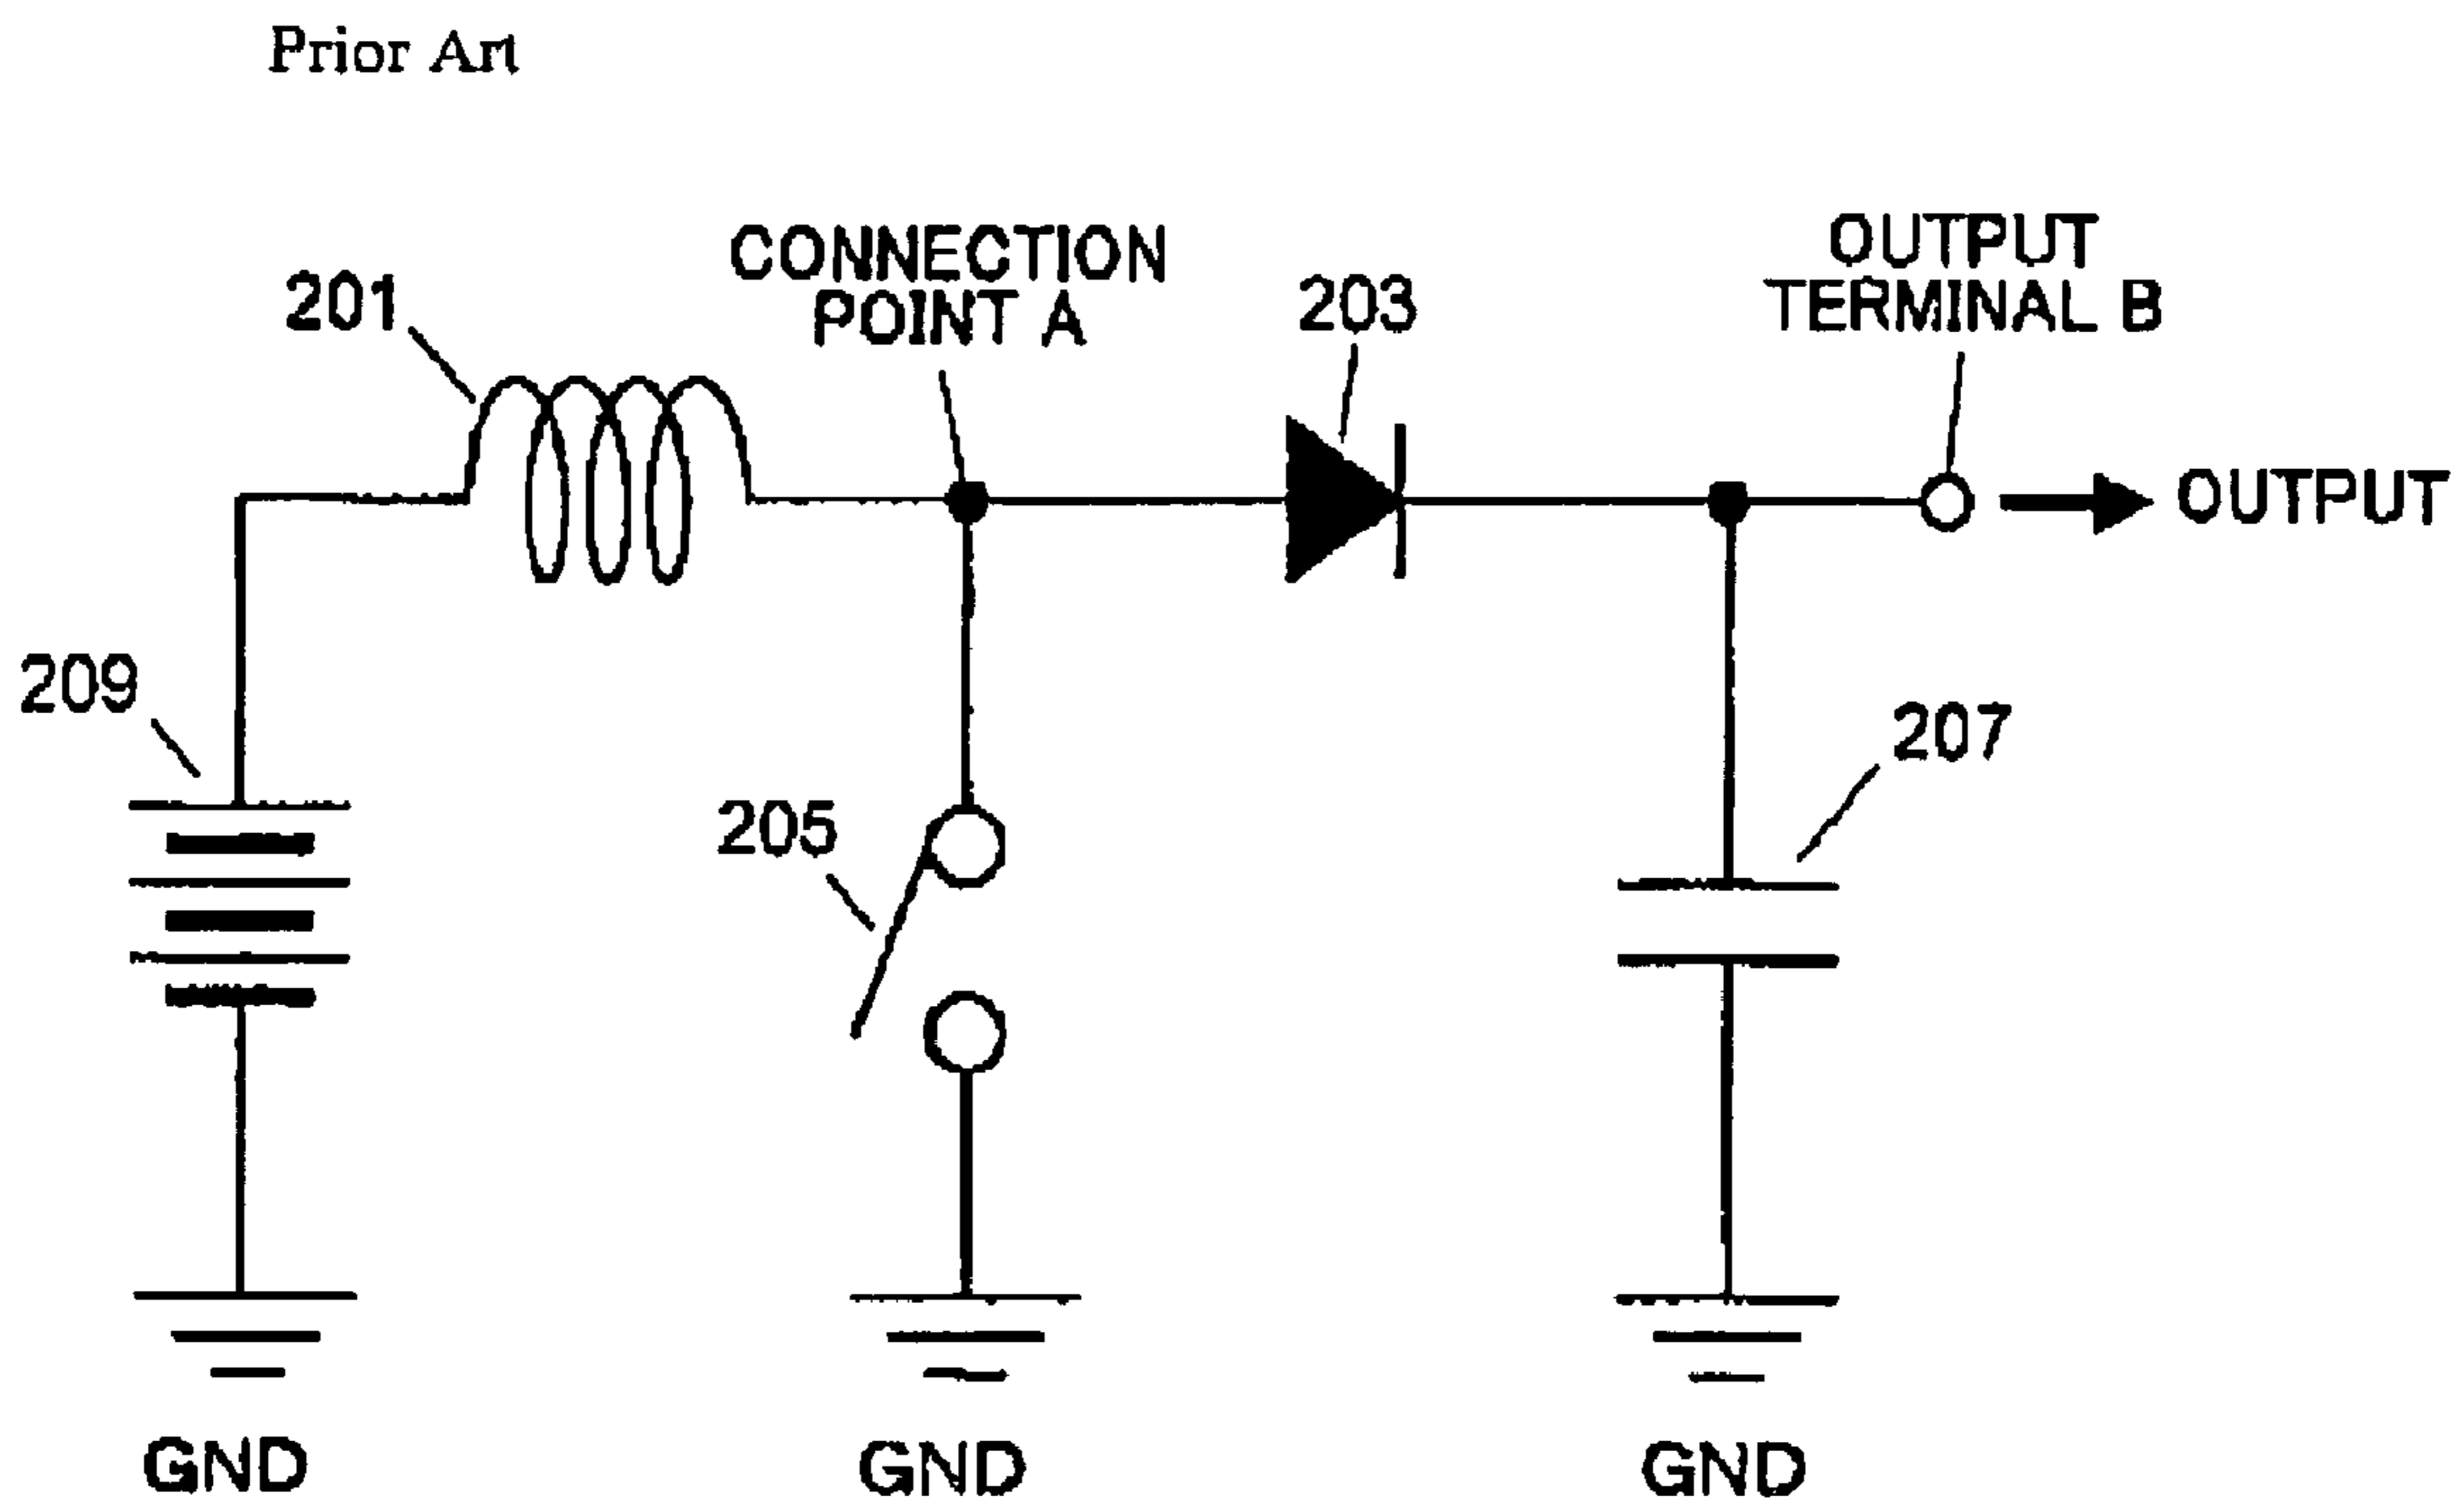 Prior Art
201
CONNECTION
POINT A
203
OUTPUT
TERMINAL B
OUTPUT
209
205
207
GND
GND
GND